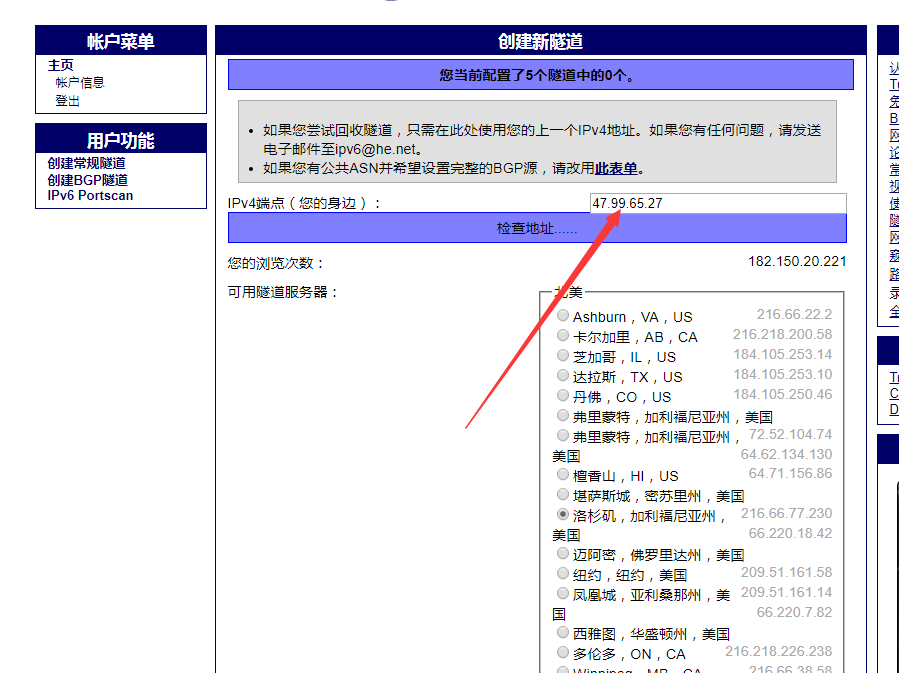 帐户菜单
主页
帐户信息
登出
用户功能
创建常规隧道
创建BGP隧道
IPv6 Portscan
创建新隧道
您当前配置了5个隧道中的0个。
如果您尝试回收隧道，只需在此处使用您的上一个IPv4地址。如果您有任何问题，请发送
电子邮件至ipv6@he.net。
如果您有公共ASN并希望设置完整的BGP源，请改用此表单。
IPv4端点（您的身边）： 47.99.65.27
检查地址......
您的浏览次数： 182.150.20.221
可用隧道服务器：
北美
Ashburn，VA，US 216.66.22.2
卡尔加里，AB，CA 216.218.200.58
芝加哥，IL，US 184.105.253.14
达拉斯，TX，US 184.105.253.10
丹佛，CO，US 184.105.250.46
弗里蒙特，加利福尼亚州，美国
弗里蒙特，加利福尼亚州， 72.52.104.74
美国 64.62.134.130
檀香山，HI，US 64.71.156.86
堪萨斯城，密苏里州，美国
洛杉矶，加利福尼亚州， 216.66.77.230
美国 66.220.18.42
迈阿密，佛罗里达州，美国
纽约，纽约，美国 209.51.161.58
凤凰城，亚利桑那州，美 209.51.161.14
国 66.220.7.82
西雅图，华盛顿州，美国
多伦多，ON，CA 216.218.226.238
Winnipeg，MB，CA 216.66.38.58